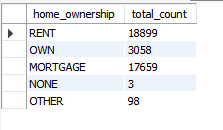 home_ownership total_count
RENT 18899
OWN 3058
MORTGAGE 17659
NONE 3
OTHER 98